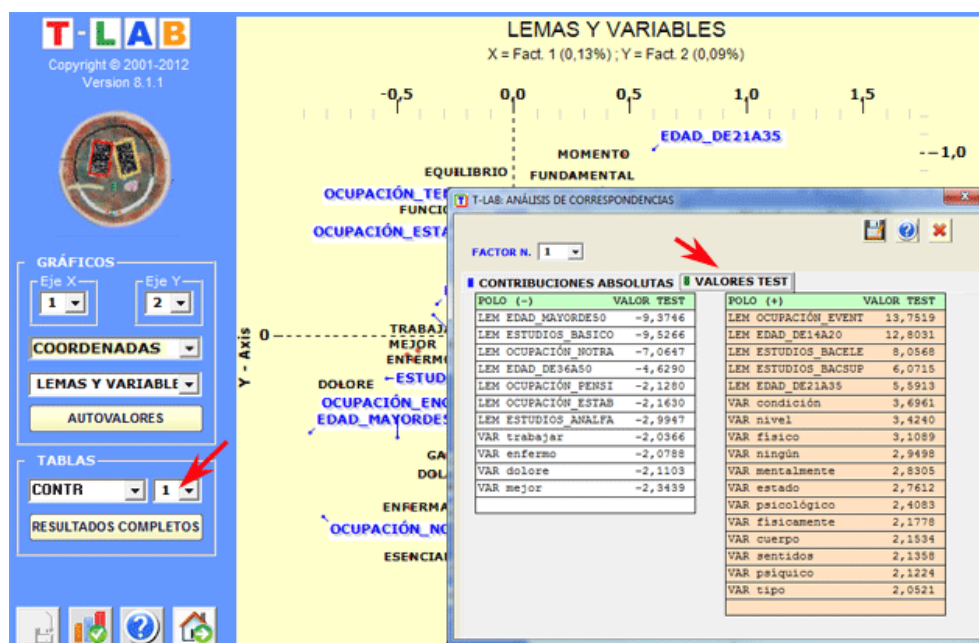 T-LAB
Copyright © 2001-2012
Version 8.1.1
GRÁFICOS
Eje X
Eje Y
1
2
COORDENADAS
LEMAS Y VARIABLE
AUTOVALORES
TABLAS
CONTR
1
RESULTADOS COMPLETOS
LEMAS Y VARIABLES
X = Fact. 1 (0,13%) ; Y = Fact. 2 (0,09%)
-0,5 0,0 0,5 1,0 1,5
EDAD_DE21A35
MOMENTO
--1,0
EQUILIBRIO
FUNDAMENTAL
OCUPACIÓN_TE
FUNCIO
OCUPACIÓN_ESTA
0
Y - Axis
TRABAJ
MEJOR
ENFERM
DOLORE
ESTUD
OCUPACIÓN_ENC
EDAD_MAYORDE5
GA
DOL
ENFERMA
OCUPACIÓN_NO
ESENCIA
T-LAB: ANÁLISIS DE CORRESPONDENCIAS
FACTOR N. 1
CONTRIBUCIONES ABSOLUTAS
VALORES TEST
POLO (-) VALOR TEST
LEM EDAD_MAYORDE50 -9,3746
LEM ESTUDIOS_BASICO -9,5266
LEM OCUPACIÓN_NOTRA -7,0647
LEM EDAD_DE36A50 -4,6290
LEM OCUPACIÓN_PENSI -2,1280
LEM OCUPACIÓN_ESTAB -2,1630
LEM ESTUDIOS_ANALFA -2,9947
VAR trabajar -2,0366
VAR enfermo -2,0788
VAR dolore -2,1103
VAR mejor -2,3439
POLO (+) VALOR TEST
LEM OCUPACIÓN_EVENT 13,7519
LEM EDAD_DE14A20 12,8031
LEM ESTUDIOS_BACELE 8,0568
LEM ESTUDIOS_BACSUP 6,0715
LEM EDAD_DE21A35 5,5913
VAR condición 3,6961
VAR nivel 3,4240
VAR físico 3,1089
VAR ningún 2,9498
VAR mentalmente 2,8305
VAR estado 2,7612
VAR psicológico 2,4083
VAR físicamente 2,1778
VAR cuerpo 2,1534
VAR sentidos 2,1358
VAR psíquico 2,1224
VAR tipo 2,0521